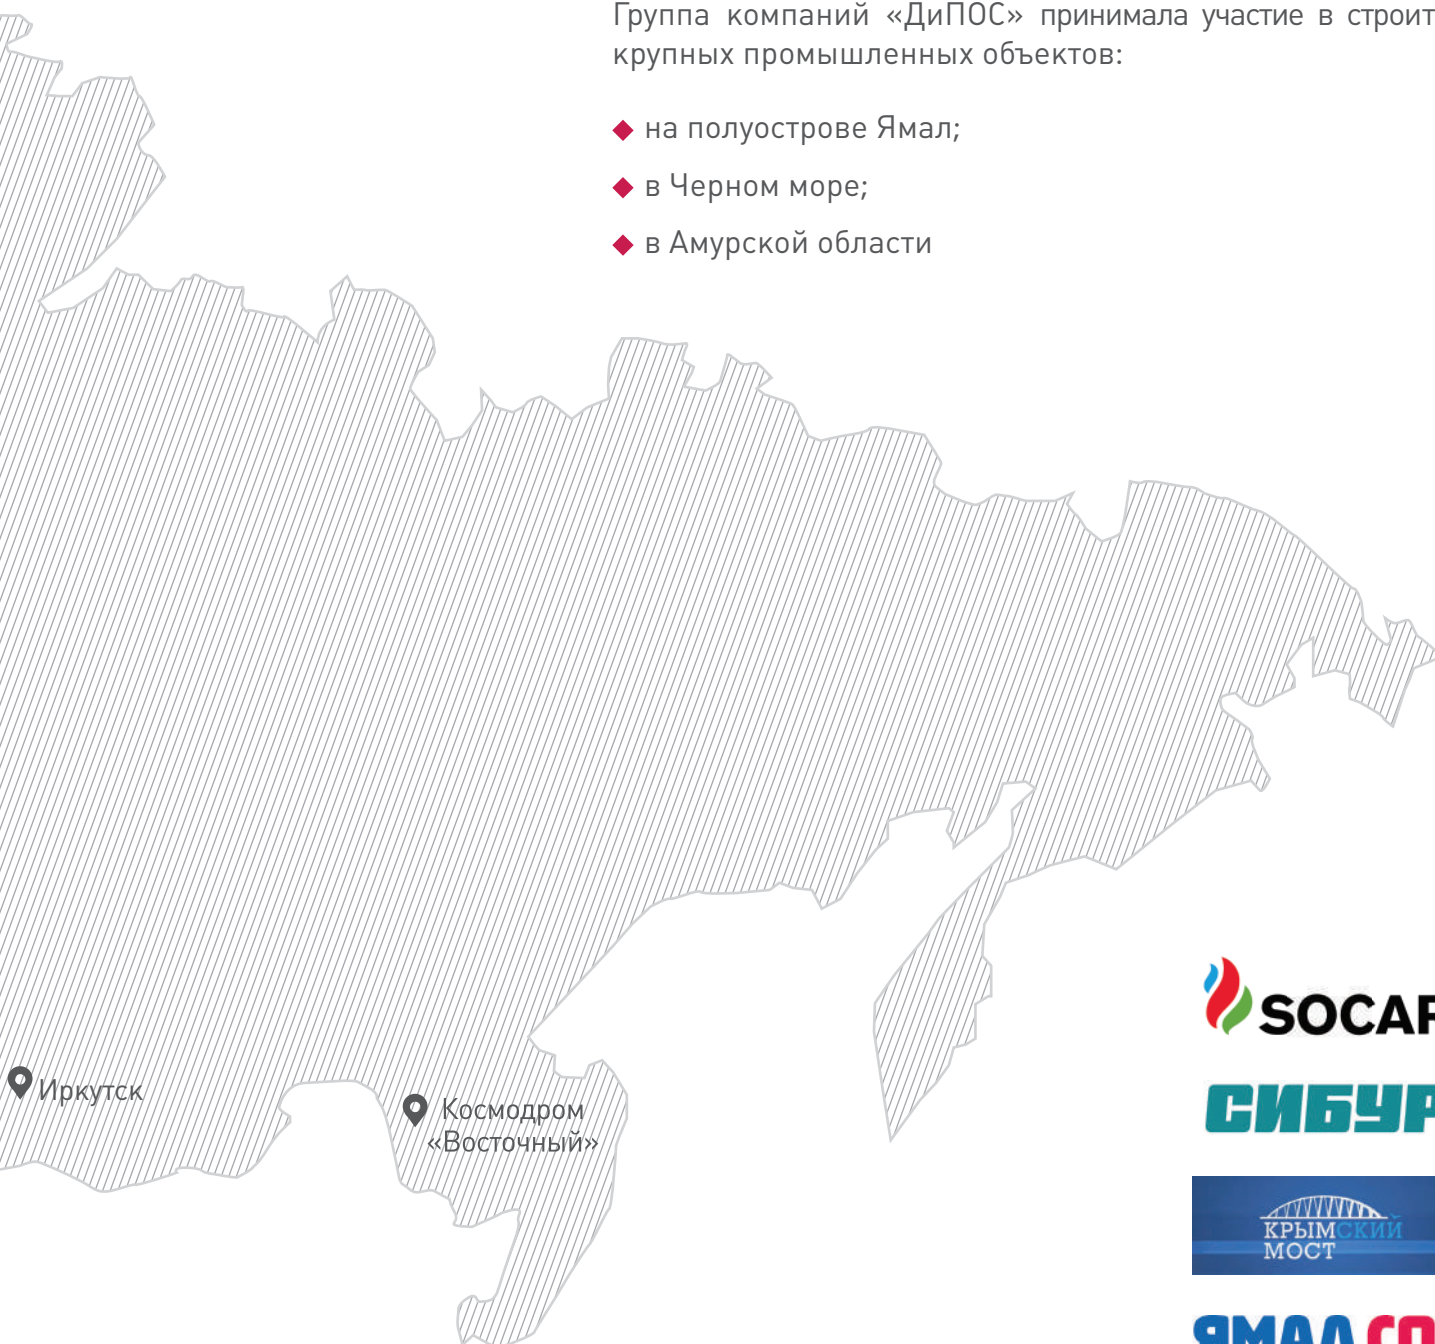 Группа компаний «ДиПОС» принимала участие в строит
крупных промышленных объектов:
на полуострове Ямал;
в Черном море;
в Амурской области
SOCAR
СИБУР
Иркутск
Космодром
«Восточный»
КРЫМСКИЙ
МОСТ
ЯМАЛ